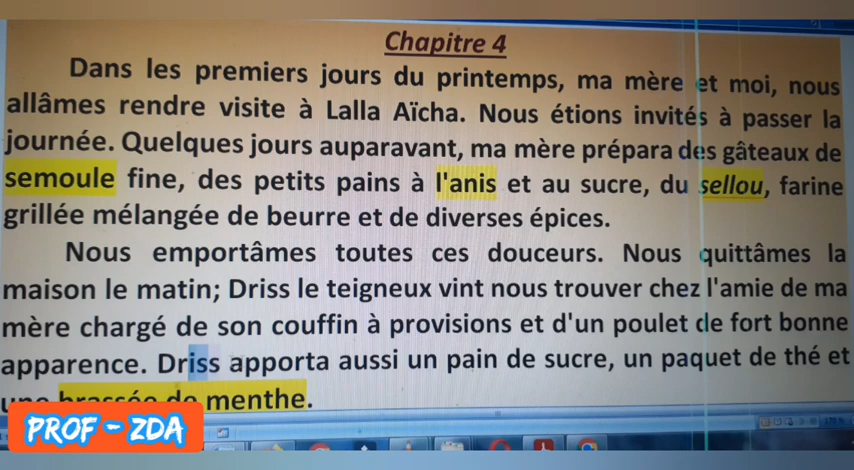 Chapitre 4
Dans les premiers jours du printemps, ma mère et moi, nous
allâmes rendre visite à Lalla Aïcha. Nous étions invités à passer la
journée. Quelques jours auparavant, ma mère prépara des gâteaux de
semoule fine, des petits pains à l'anis et au sucre, du sellou, farine
grillée mélangée de beurre et de diverses épices.
Nous emportâmes toutes ces douceurs. Nous quittâmes la
maison le matin; Driss le teigneux vint nous trouver chez l'amie de ma
mère chargé de son couffin à provisions et d'un poulet de fort bonne
apparence. Driss apporta aussi un pain de sucre, un paquet de thé et
une brassée de menthe.
PROF - ZDA